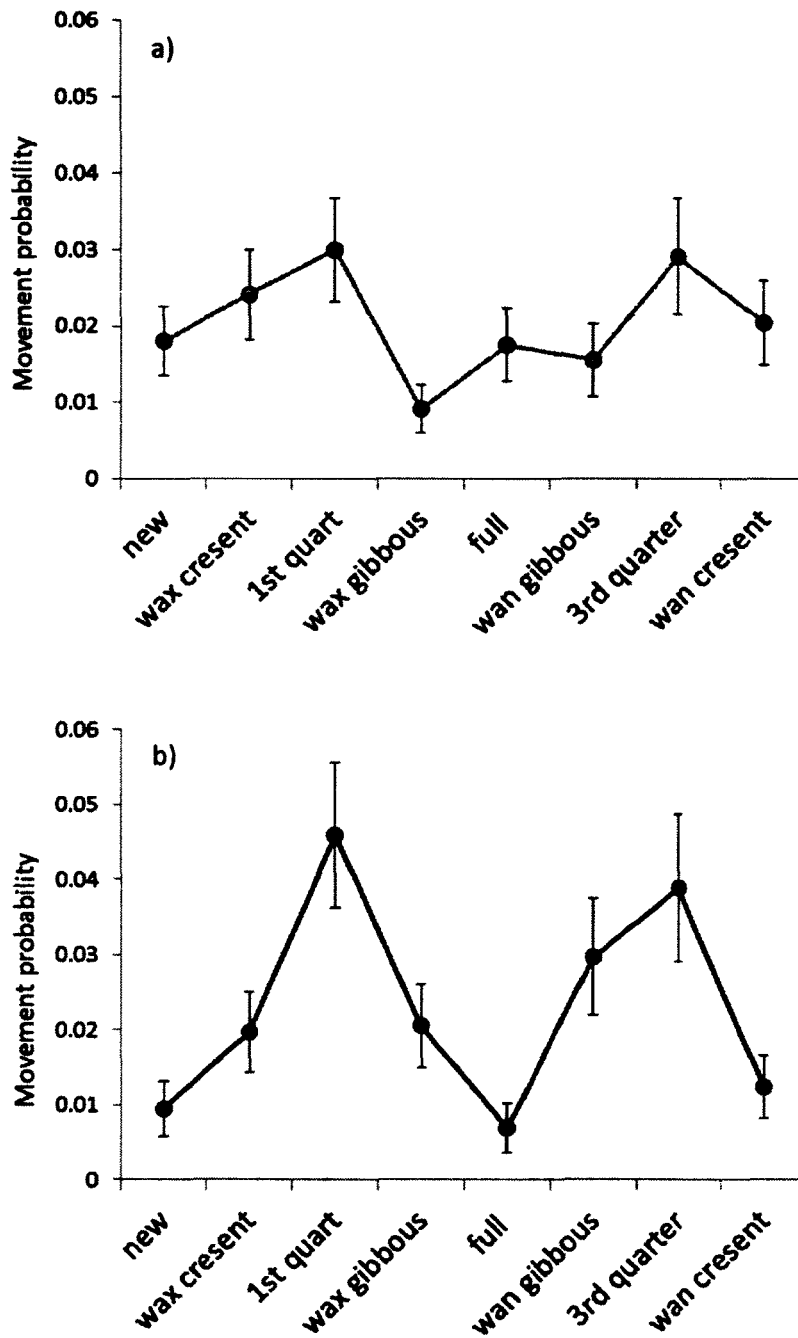 a)
Movement probability
0.06
0.05
0.04
0.03
0.02
0.01
0
new
wax cresent
1st quart
wax gibbous
full
wan gibbous
3rd quarter
wan cresent
b)
Movement probability
0.06
0.05
0.04
0.03
0.02
0.01
0
new
wax cresent
1st quart
wax gibbous
full
wan gibbous
3rd quarter
wan cresent